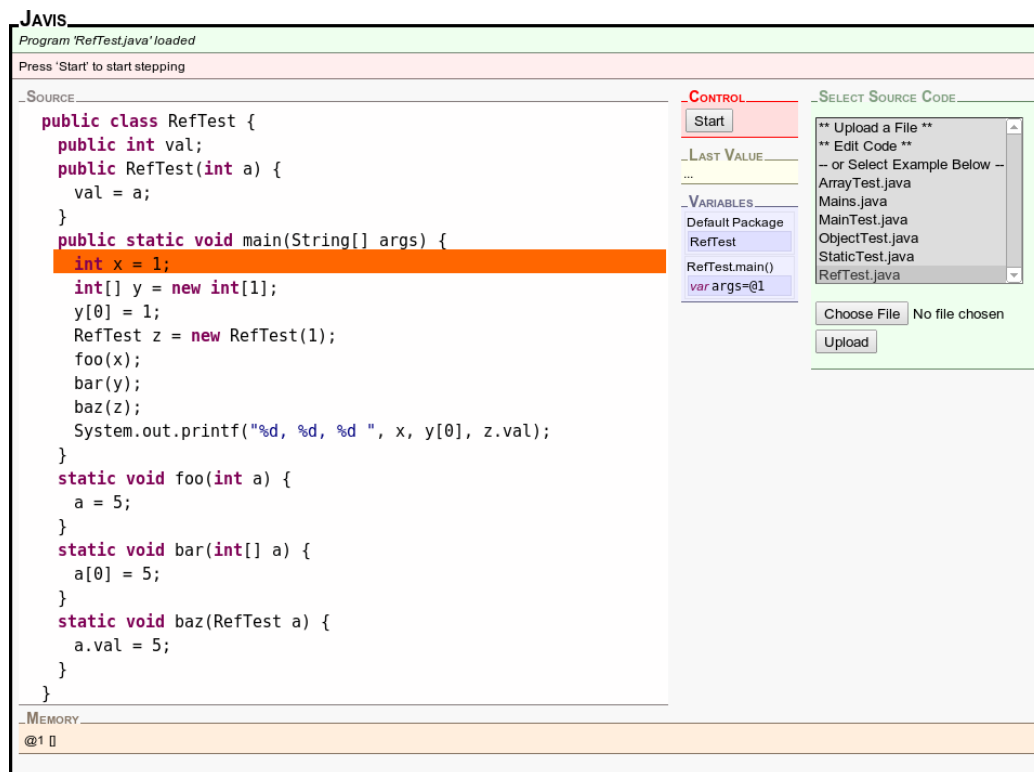 JAVIS
Program 'RefTest.java' loaded
Press 'Start' to start stepping
SOURCE
public class RefTest {
public int val;
public RefTest(int a) {
val = a;
}
public static void main(String[] args) {
int x = 1;
int[] y = new int[1];
y[0] = 1;
RefTest z = new RefTest(1);
foo(x);
bar(y);
baz(z);
System.out.printf("%d, %d, %d ", x, y[0], z.val);
}
static void foo(int a) {
a = 5;
}
static void bar(int[] a) {
a[0] = 5;
}
static void baz(RefTest a) {
a.val = 5;
}
}
CONTROL
Start
LAST VALUE
...
VARIABLES
Default Package
RefTest
RefTest.main()
var args=@1
SELECT SOURCE CODE
** Upload a File **
** Edit Code **
-- or Select Example Below --
ArrayTest.java
Mains.java
MainTest.java
ObjectTest.java
StaticTest.java
RefTest.java
Choose File No file chosen
Upload
MEMORY
@1 []